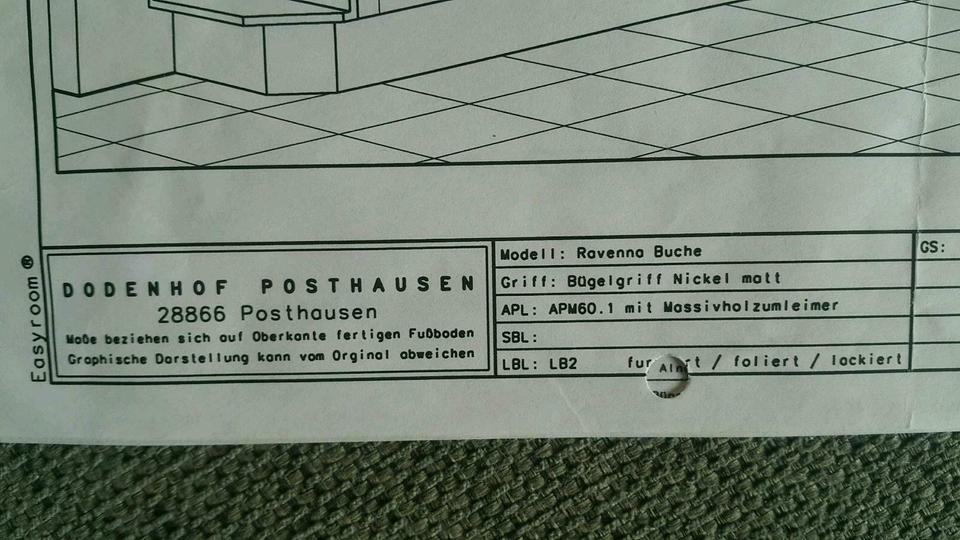 Easyroom ®
DODENHOF POSTHAUSEN
28866 Posthausen
Maße beziehen sich auf Oberkante fertigen Fußboden
Graphische Darstellung kann vom Orginal abweichen
Modell: Ravenna Buche
Griff: Bügelgriff Nickel matt
APL: APM60.1 mit Massivholzumleimer
SBL:
LBL: LB2 / foliert / lackiert
GS: